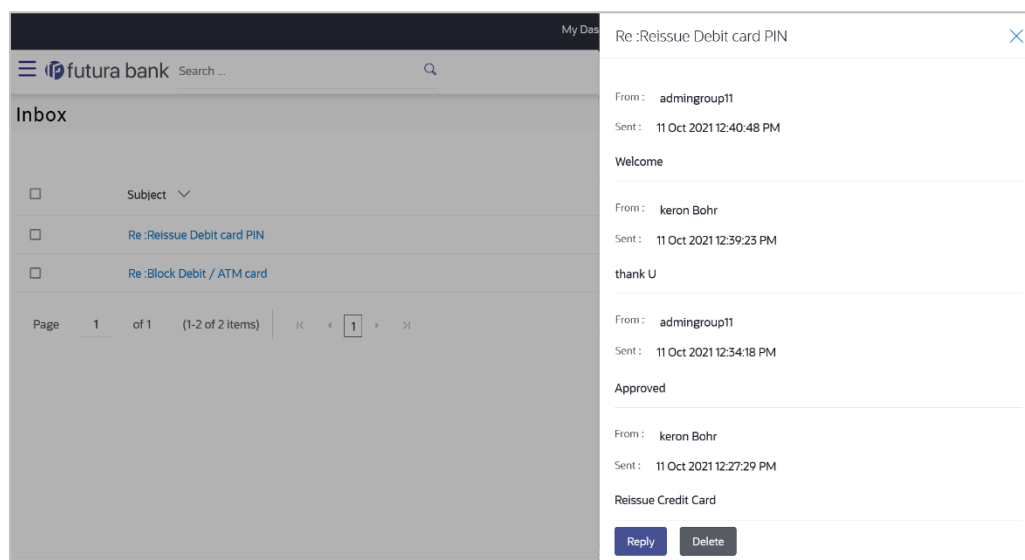 My Das
futura bank Search ...
Inbox
Subject
Re :Reissue Debit card PIN
Re :Block Debit / ATM card
Page 1 of 1 (1-2 of 2 items) 1
Re :Reissue Debit card PIN
From : admingroup11
Sent : 11 Oct 2021 12:40:48 PM
Welcome
From : keron Bohr
Sent : 11 Oct 2021 12:39:23 PM
thank U
From : admingroup11
Sent : 11 Oct 2021 12:34:18 PM
Approved
From : keron Bohr
Sent : 11 Oct 2021 12:27:29 PM
Reissue Credit Card
Reply Delete